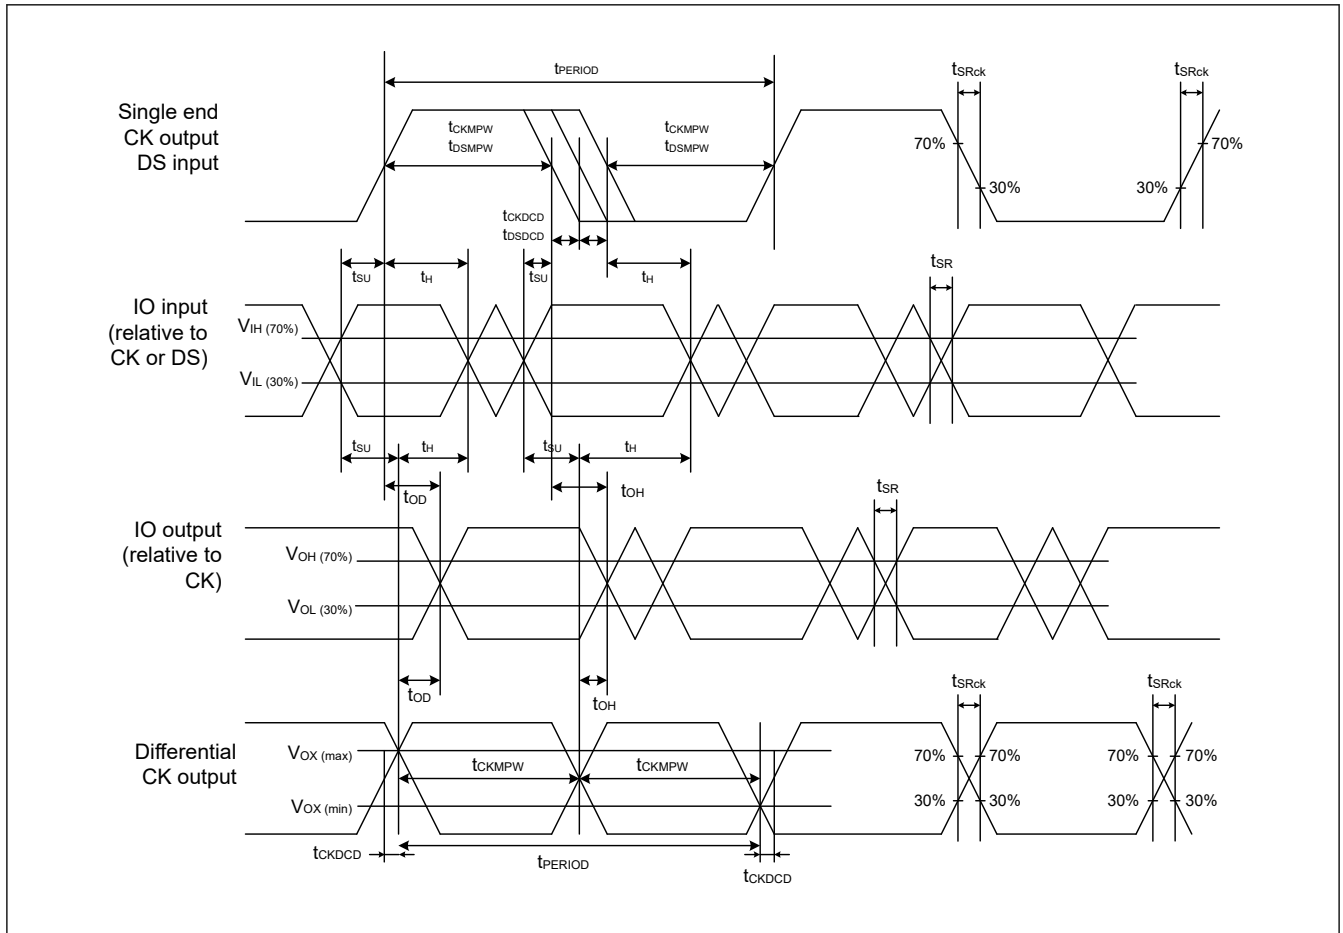 tPERIOD
tSRck
tSRck
Single end
CK output
DS input
tCKMPW
tDSMPW
tCKMPW
tDSMPW
70%
30%
30%
70%
tCKDCD
tDSDCD
tSU
tH
tSU
tH
tSR
IO input
(relative to
CK or DS)
VIH (70%)
VIL (30%)
tSU
tH
tSU
tH
tOD
tOH
tSR
IO output
(relative to
CK)
VOH (70%)
VOL (30%)
tOD
tOH
tSRck
tSRck
Differential
CK output
VOX (max)
VOX (min)
tCKMPW
tCKMPW
70%
70%
70%
70%
30%
30%
30%
30%
tCKDCD
tPERIOD
tCKDCD